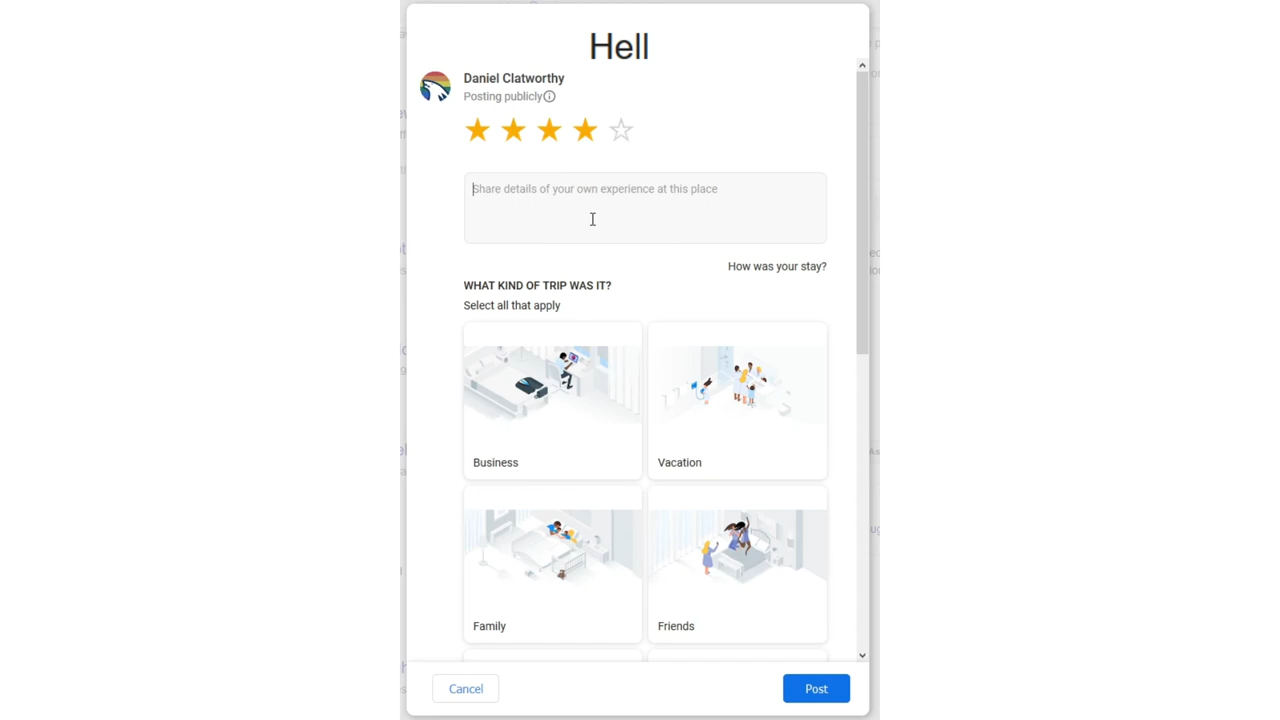 Hell
Daniel Clatworthy
Posting publicly
Share details of your own experience at this place
How was your stay?
WHAT KIND OF TRIP WAS IT?
Select all that apply
Business
Vacation
Family
Friends
Cancel
Post